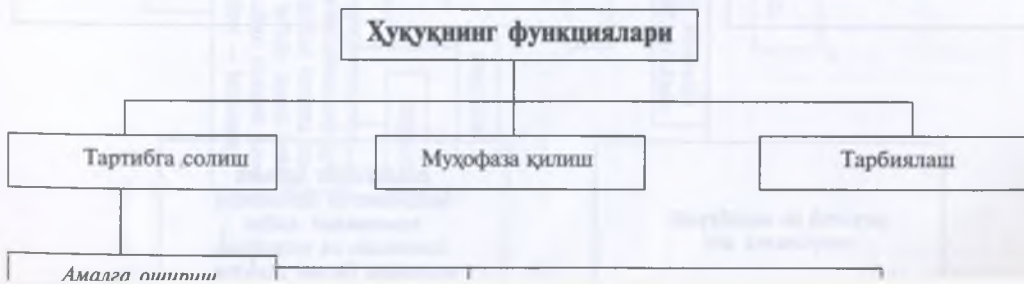 Ҳуқуқнинг функциялари
Тартибга солиш
Муҳофаза қилиш
Тарбиялаш
Амалга ошириш